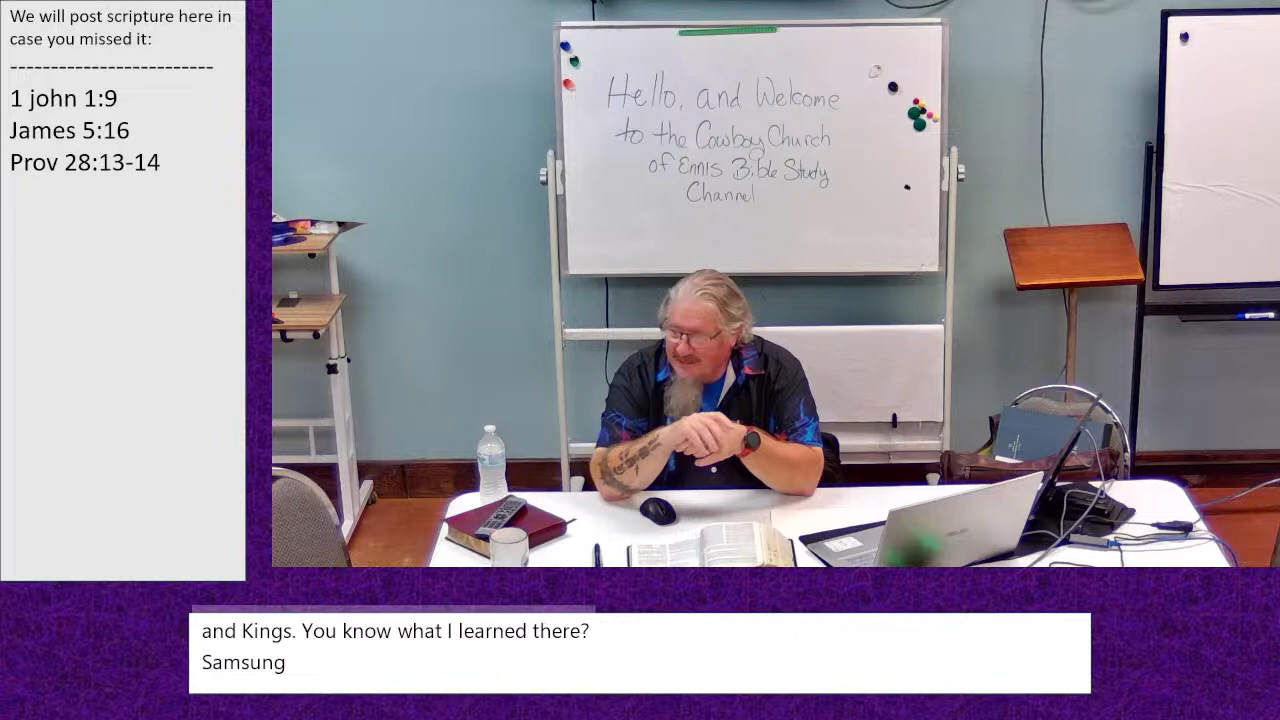 We will post scripture here in
case you missed it:
-------------------------
1 john 1:9
James 5:16
Prov 28:13-14
Hello, and Welcome
to the Cowboy Church
of Ennis Bible Study
Channel
and Kings. You know what I learned there?
Samsung